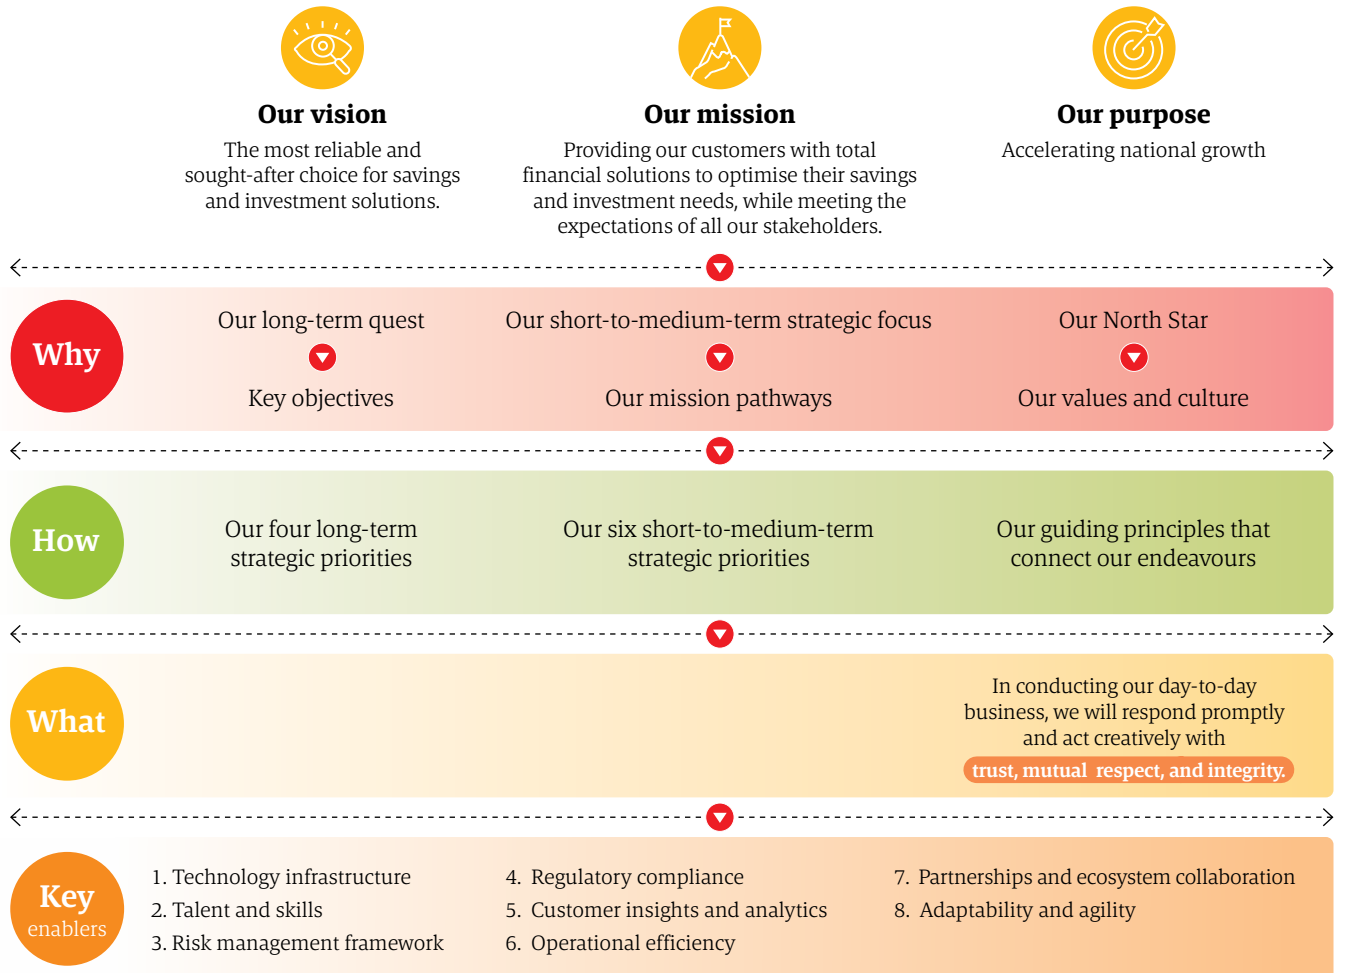 Our vision
The most reliable and
sought-after choice for savings
and investment solutions.
Our mission
Providing our customers with total
financial solutions to optimise their savings
and investment needs, while meeting the
expectations of all our stakeholders.
Our purpose
Accelerating national growth
Why
Our long-term quest
Key objectives
Our short-to-medium-term strategic focus
Our mission pathways
Our North Star
Our values and culture
How
Our four long-term
strategic priorities
Our six short-to-medium-term
strategic priorities
Our guiding principles that
connect our endeavours
What
In conducting our day-to-day
business, we will respond promptly
and act creatively with
trust, mutual respect, and integrity.
Key
enablers
1. Technology infrastructure
2. Talent and skills
3. Risk management framework
4. Regulatory compliance
5. Customer insights and analytics
6. Operational efficiency
7. Partnerships and ecosystem collaboration
8. Adaptability and agility